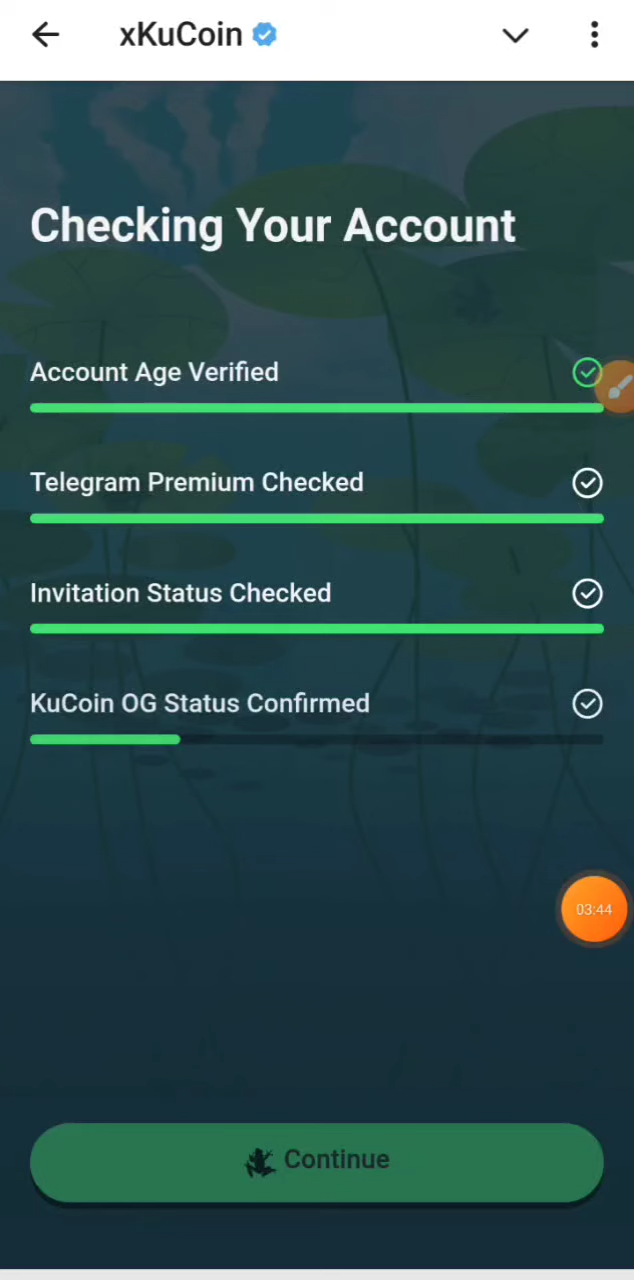 xKuCoin
Checking Your Account
Account Age Verified
Telegram Premium Checked
Invitation Status Checked
KuCoin OG Status Confirmed
03:44
Continue